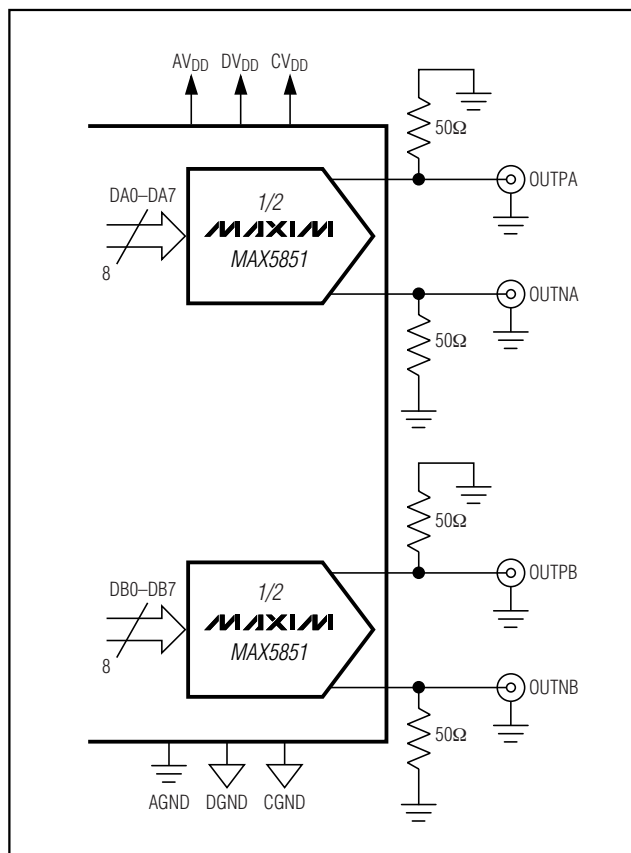 AVDD DVDD CVDD
50Ω
DA0–DA7
8
1/2
MAXIM
MAX5851
OUTPA
OUTNA
50Ω
50Ω
DB0–DB7
8
1/2
MAXIM
MAX5851
OUTPB
OUTNB
50Ω
AGND DGND CGND